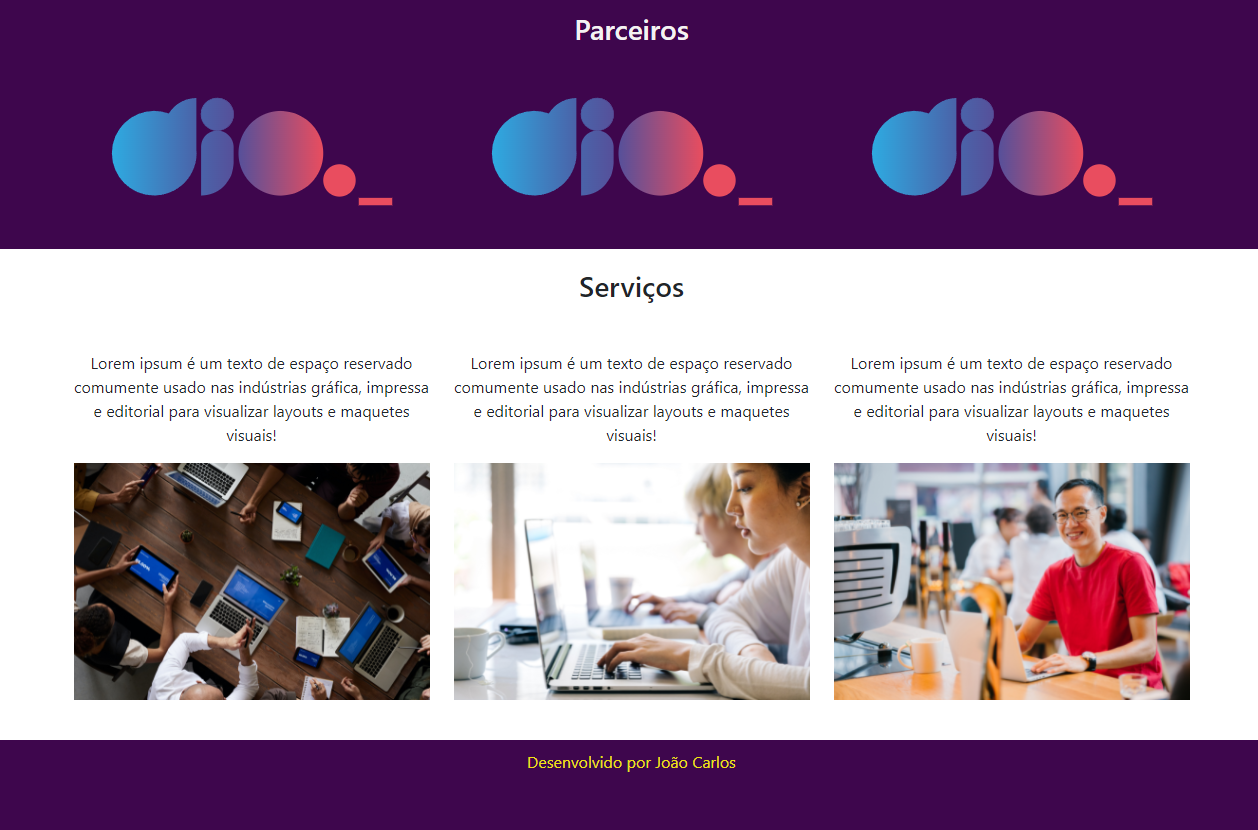 Parceiros
dio._ dio._ dio._
Serviços
Lorem ipsum é um texto de espaço reservado
comumente usado nas indústrias gráfica, impressa
e editorial para visualizar layouts e maquetes
visuais!
Lorem ipsum é um texto de espaço reservado
comumente usado nas indústrias gráfica, impressa
e editorial para visualizar layouts e maquetes
visuais!
Lorem ipsum é um texto de espaço reservado
comumente usado nas indústrias gráfica, impressa
e editorial para visualizar layouts e maquetes
visuais!
Desenvolvido por João Carlos